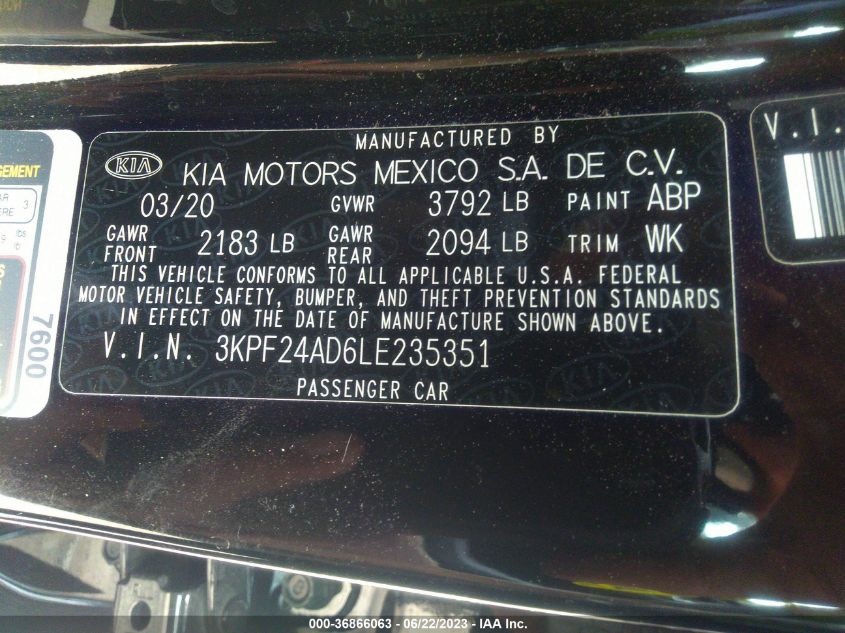 MANUFACTURED BY
KIA KIA MOTORS MEXICO S.A. DE C.V.
03/20 GVWR 3792 LB PAINT ABP
GAWR FRONT 2183 LB GAWR REAR 2094 LB TRIM WK
THIS VEHICLE CONFORMS TO ALL APPLICABLE U.S.A. FEDERAL
MOTOR VEHICLE SAFETY, BUMPER, AND THEFT PREVENTION STANDARDS
IN EFFECT ON THE DATE OF MANUFACTURE SHOWN ABOVE.
V.I.N. 3KPF24AD6LE235351
PASSENGER CAR
7600
V.I.
000-36866063 - 06/22/2023 - IAA Inc.